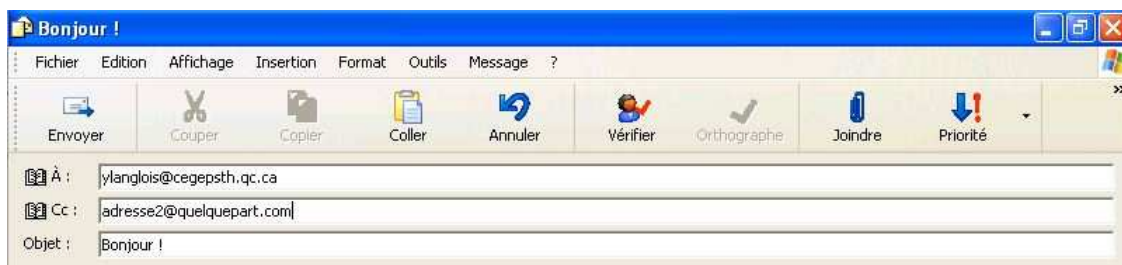 Bonjour !
Fichier Edition Affichage Insertion Format Outils Message ?
Envoyer Couper Copier Coller Annuler Vérifier Orthographe Joindre Priorité
À : ylanglois@cegepsth.qc.ca
Cc : adresse2@quelquepart.com
Objet : Bonjour !